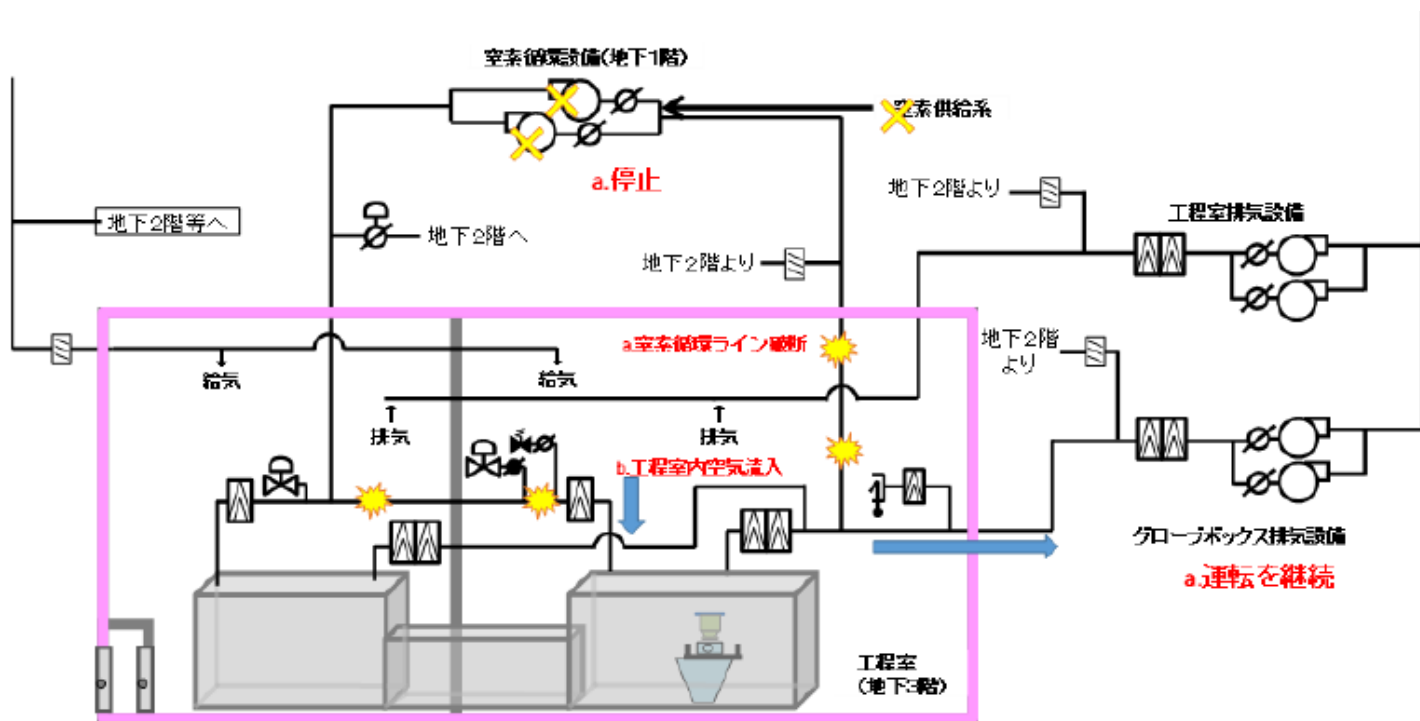 窒素循環設備(地下1階)
窒素供給系
a.停止
地下2階より
工程室排気設備
地下2階等へ
地下2階へ
地下2階より
a.窒素循環ライン破断
地下2階
より
給気
給気
排気
排気
b.工程室内空気流入
グローブボックス排気設備
a.運転を継続
工程室
(地下3階)